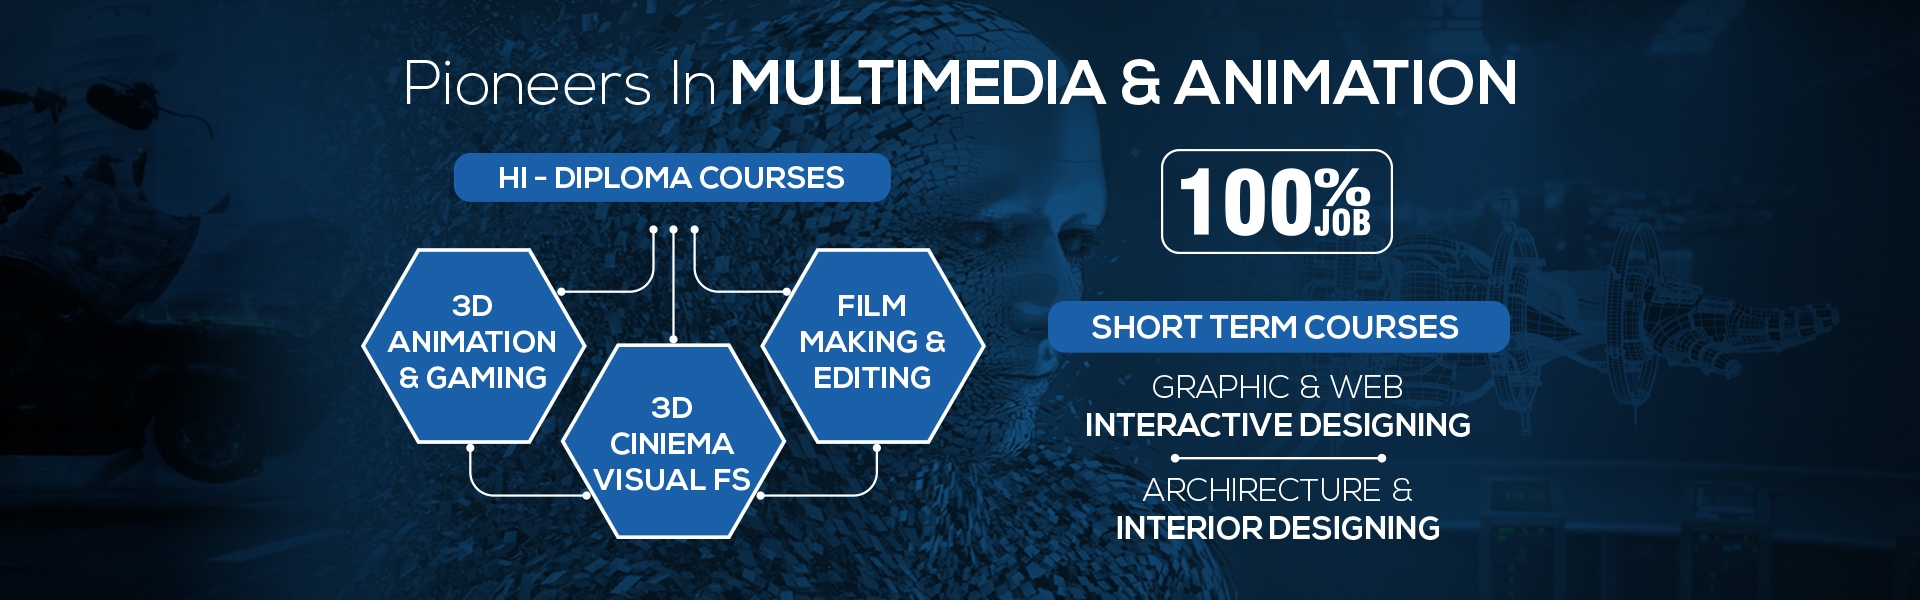 Pioneers In MULTIMEDIA & ANIMATION
HI - DIPLOMA COURSES
3D
ANIMATION
& GAMING
3D
CINIEMA
VISUAL FS
FILM
MAKING &
EDITING
100%
JOB
SHORT TERM COURSES
GRAPHIC & WEB
INTERACTIVE DESIGNING
ARCHIRECTURE &
INTERIOR DESIGNING